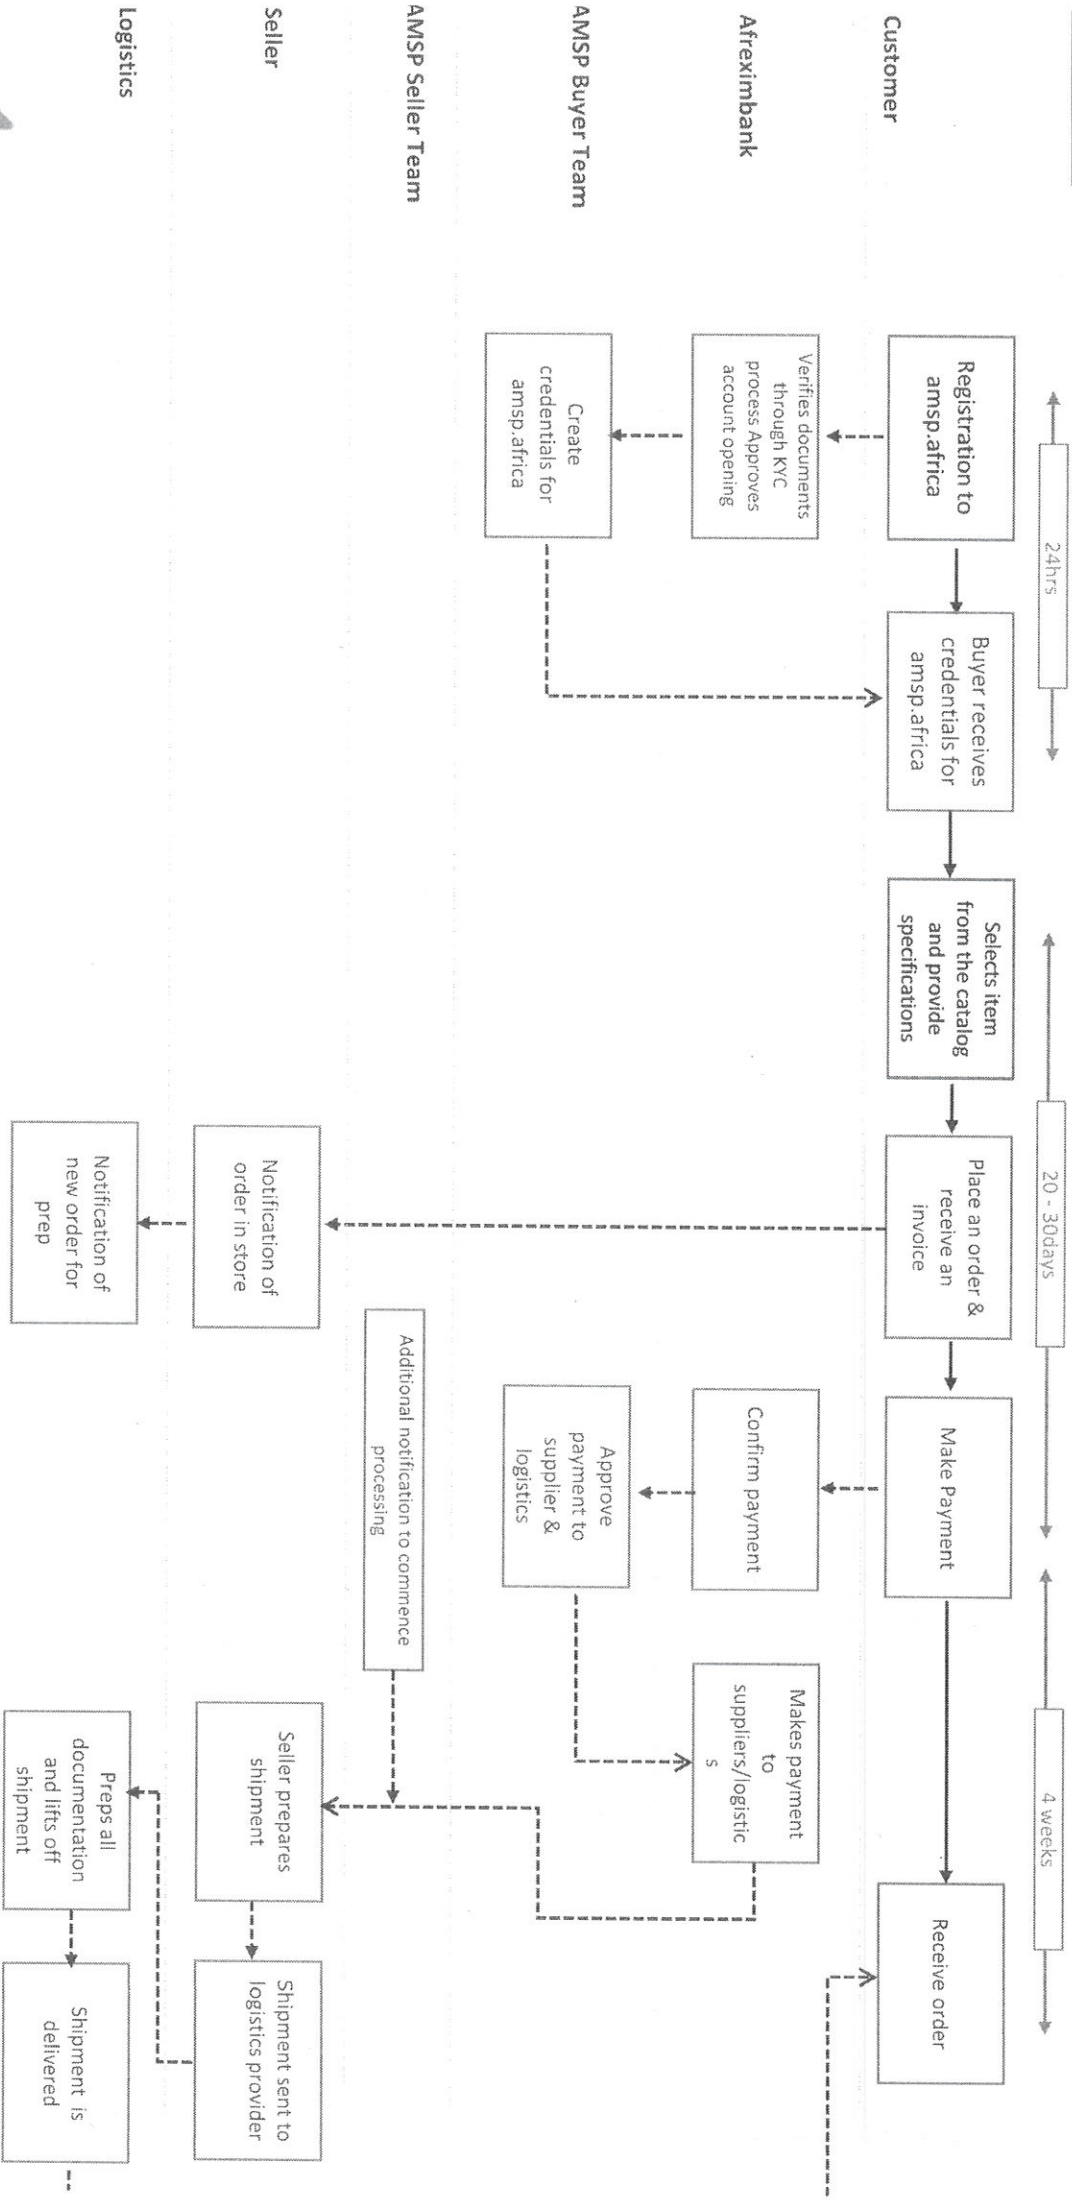 24hrs
20 - 30days
4 weeks
Customer
Registration to
amsp.africa
Buyer receives
credentials for
amsp.africa
Selects item
from the catalog
and provide
specifications
Place an order &
receive an
invoice
Make Payment
Receive order
Afreximbank
Verifies documents
through KYC
process Approves
account opening
Confirm payment
Makes payment
to
suppliers/logistic
s
AMSP Buyer Team
Create
credentials for
amsp.africa
Approve
payment to
supplier &
logistics
AMSP Seller Team
Additional notification to commence
processing
Seller
Notification of
order in store
Seller prepares
shipment
Shipment sent to
logistics provider
Logistics
Notification of
new order for
prep
Preps all
documentation
and lifts off
shipment
Shipment is
delivered